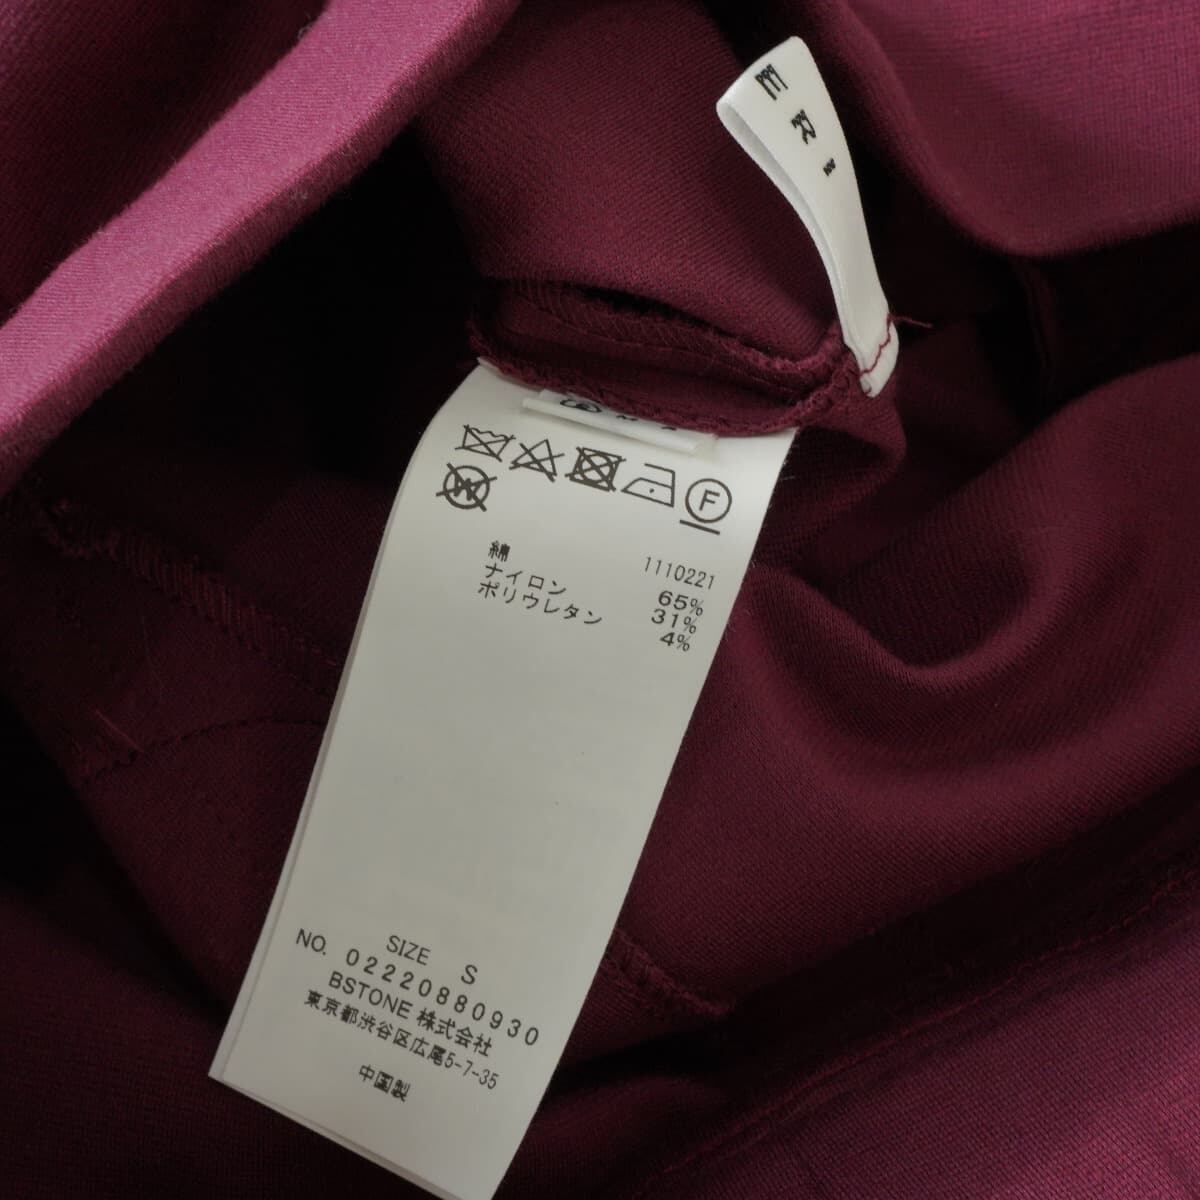 ERI
F
W
1110221
綿 65%
ナイロン 31%
ポリウレタン 4%
SIZE S
NO. 02220880930
BSTONE 株式会社
東京都渋谷区広尾5-7-35
中国製